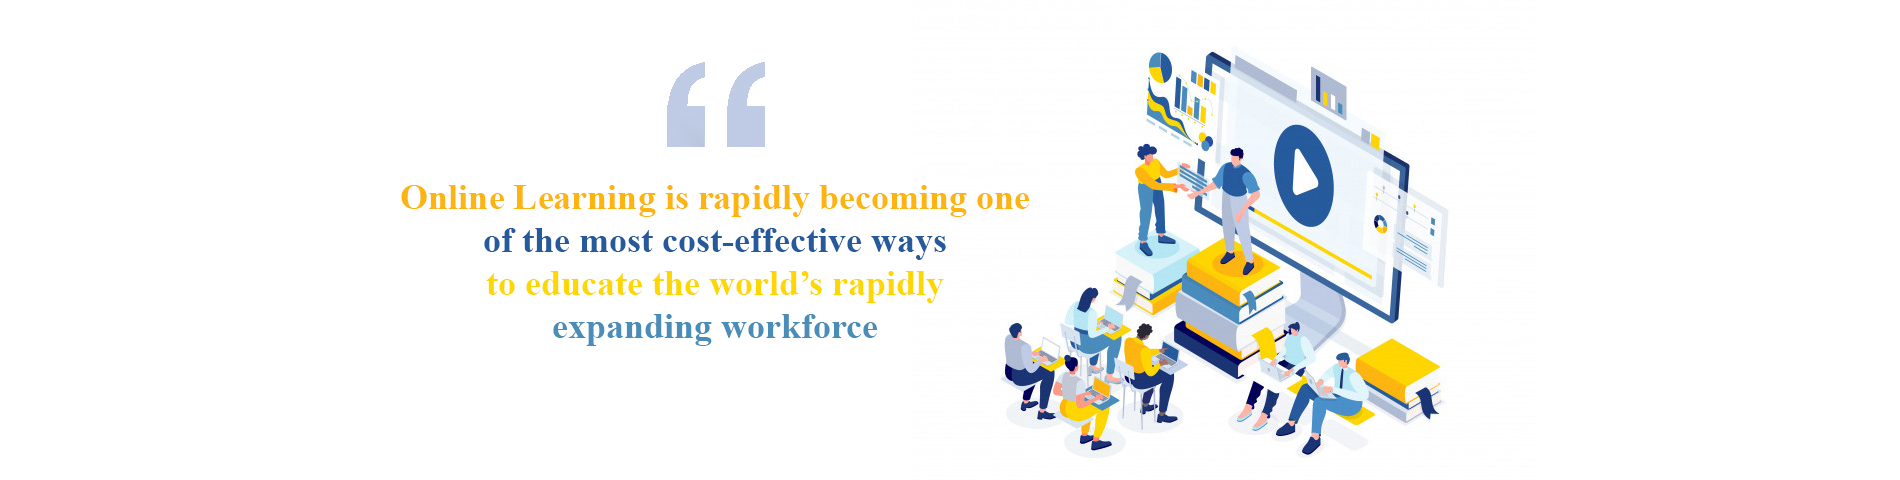 “
Online Learning is rapidly becoming one
of the most cost-effective ways
to educate the world’s rapidly
expanding workforce